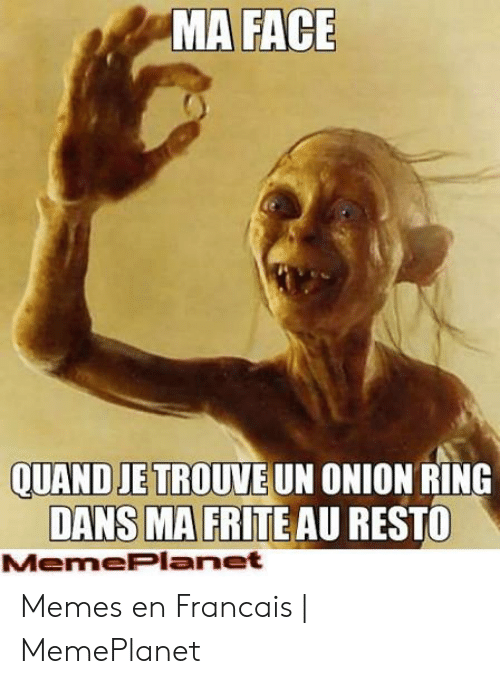 MA FACE
QUAND JE TROUVE UN ONION RING
DANS MA FRITE AU RESTO
MemePlanet
Memes en Francais |
MemePlanet